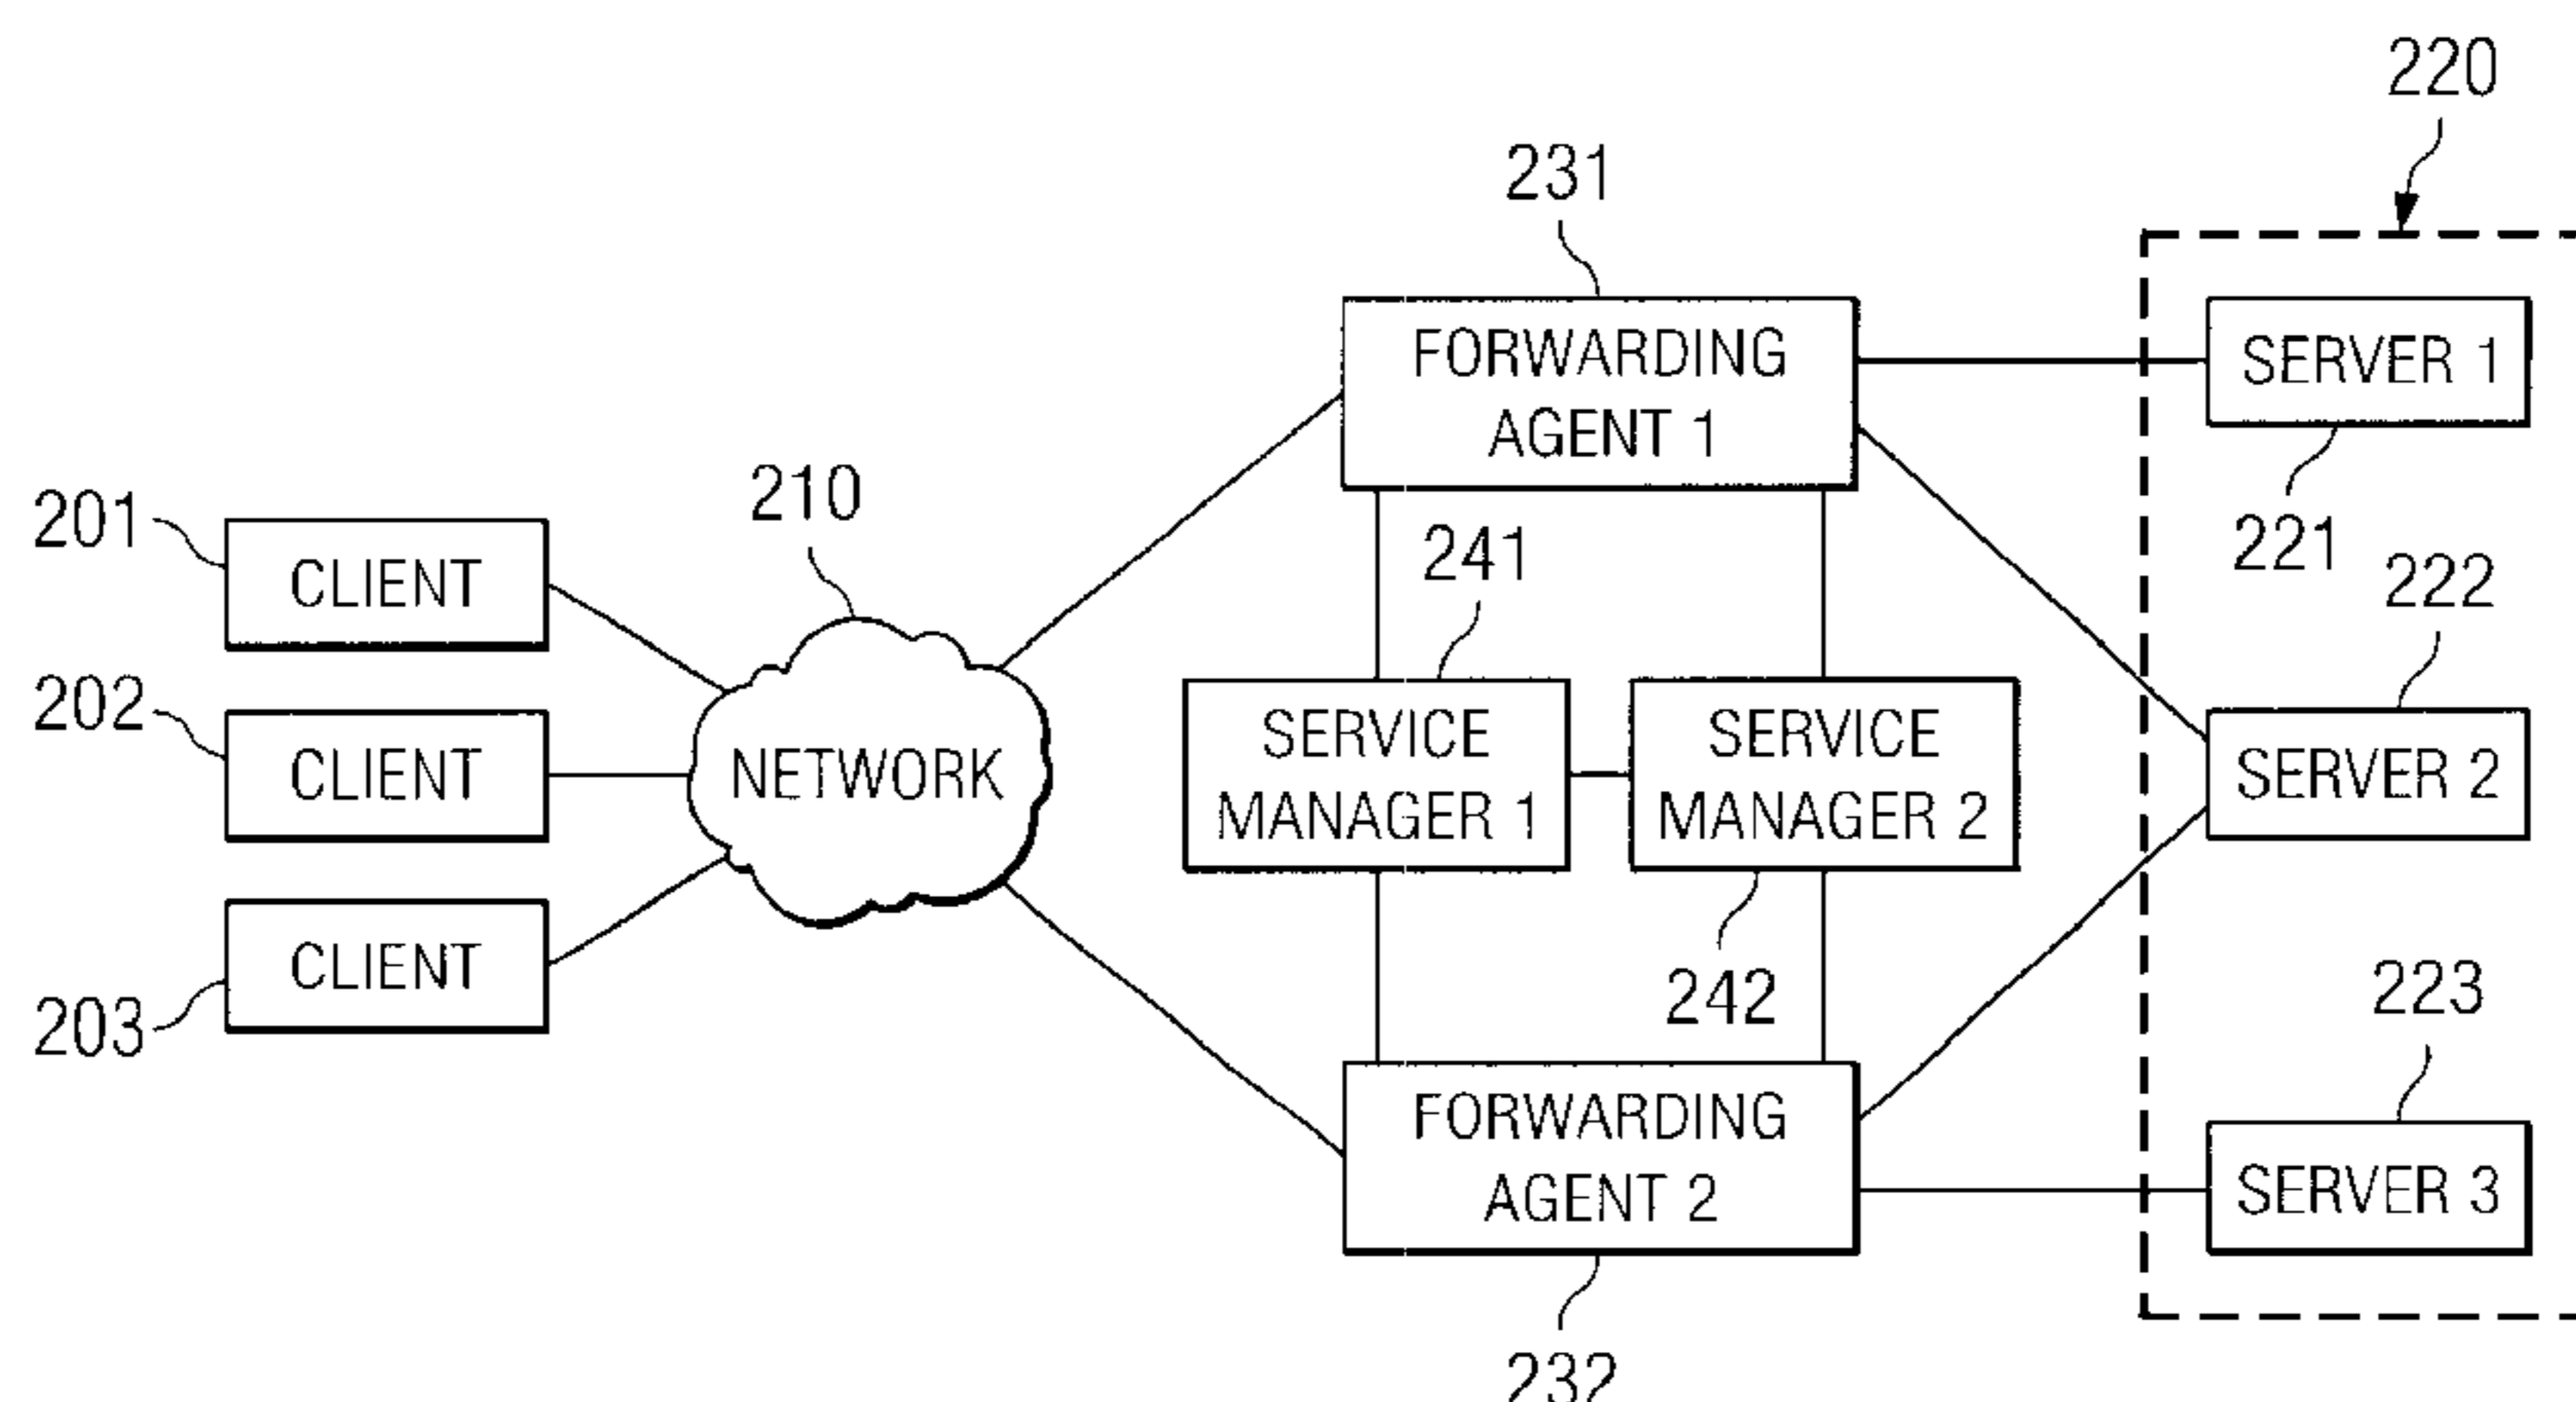 220
231
FORWARDING
AGENT 1
SERVER 1
221
201
CLIENT
210
241
222
202
CLIENT
NETWORK
SERVICE
MANAGER 1
SERVICE
MANAGER 2
SERVER 2
203
CLIENT
242
223
FORWARDING
AGENT 2
SERVER 3
232